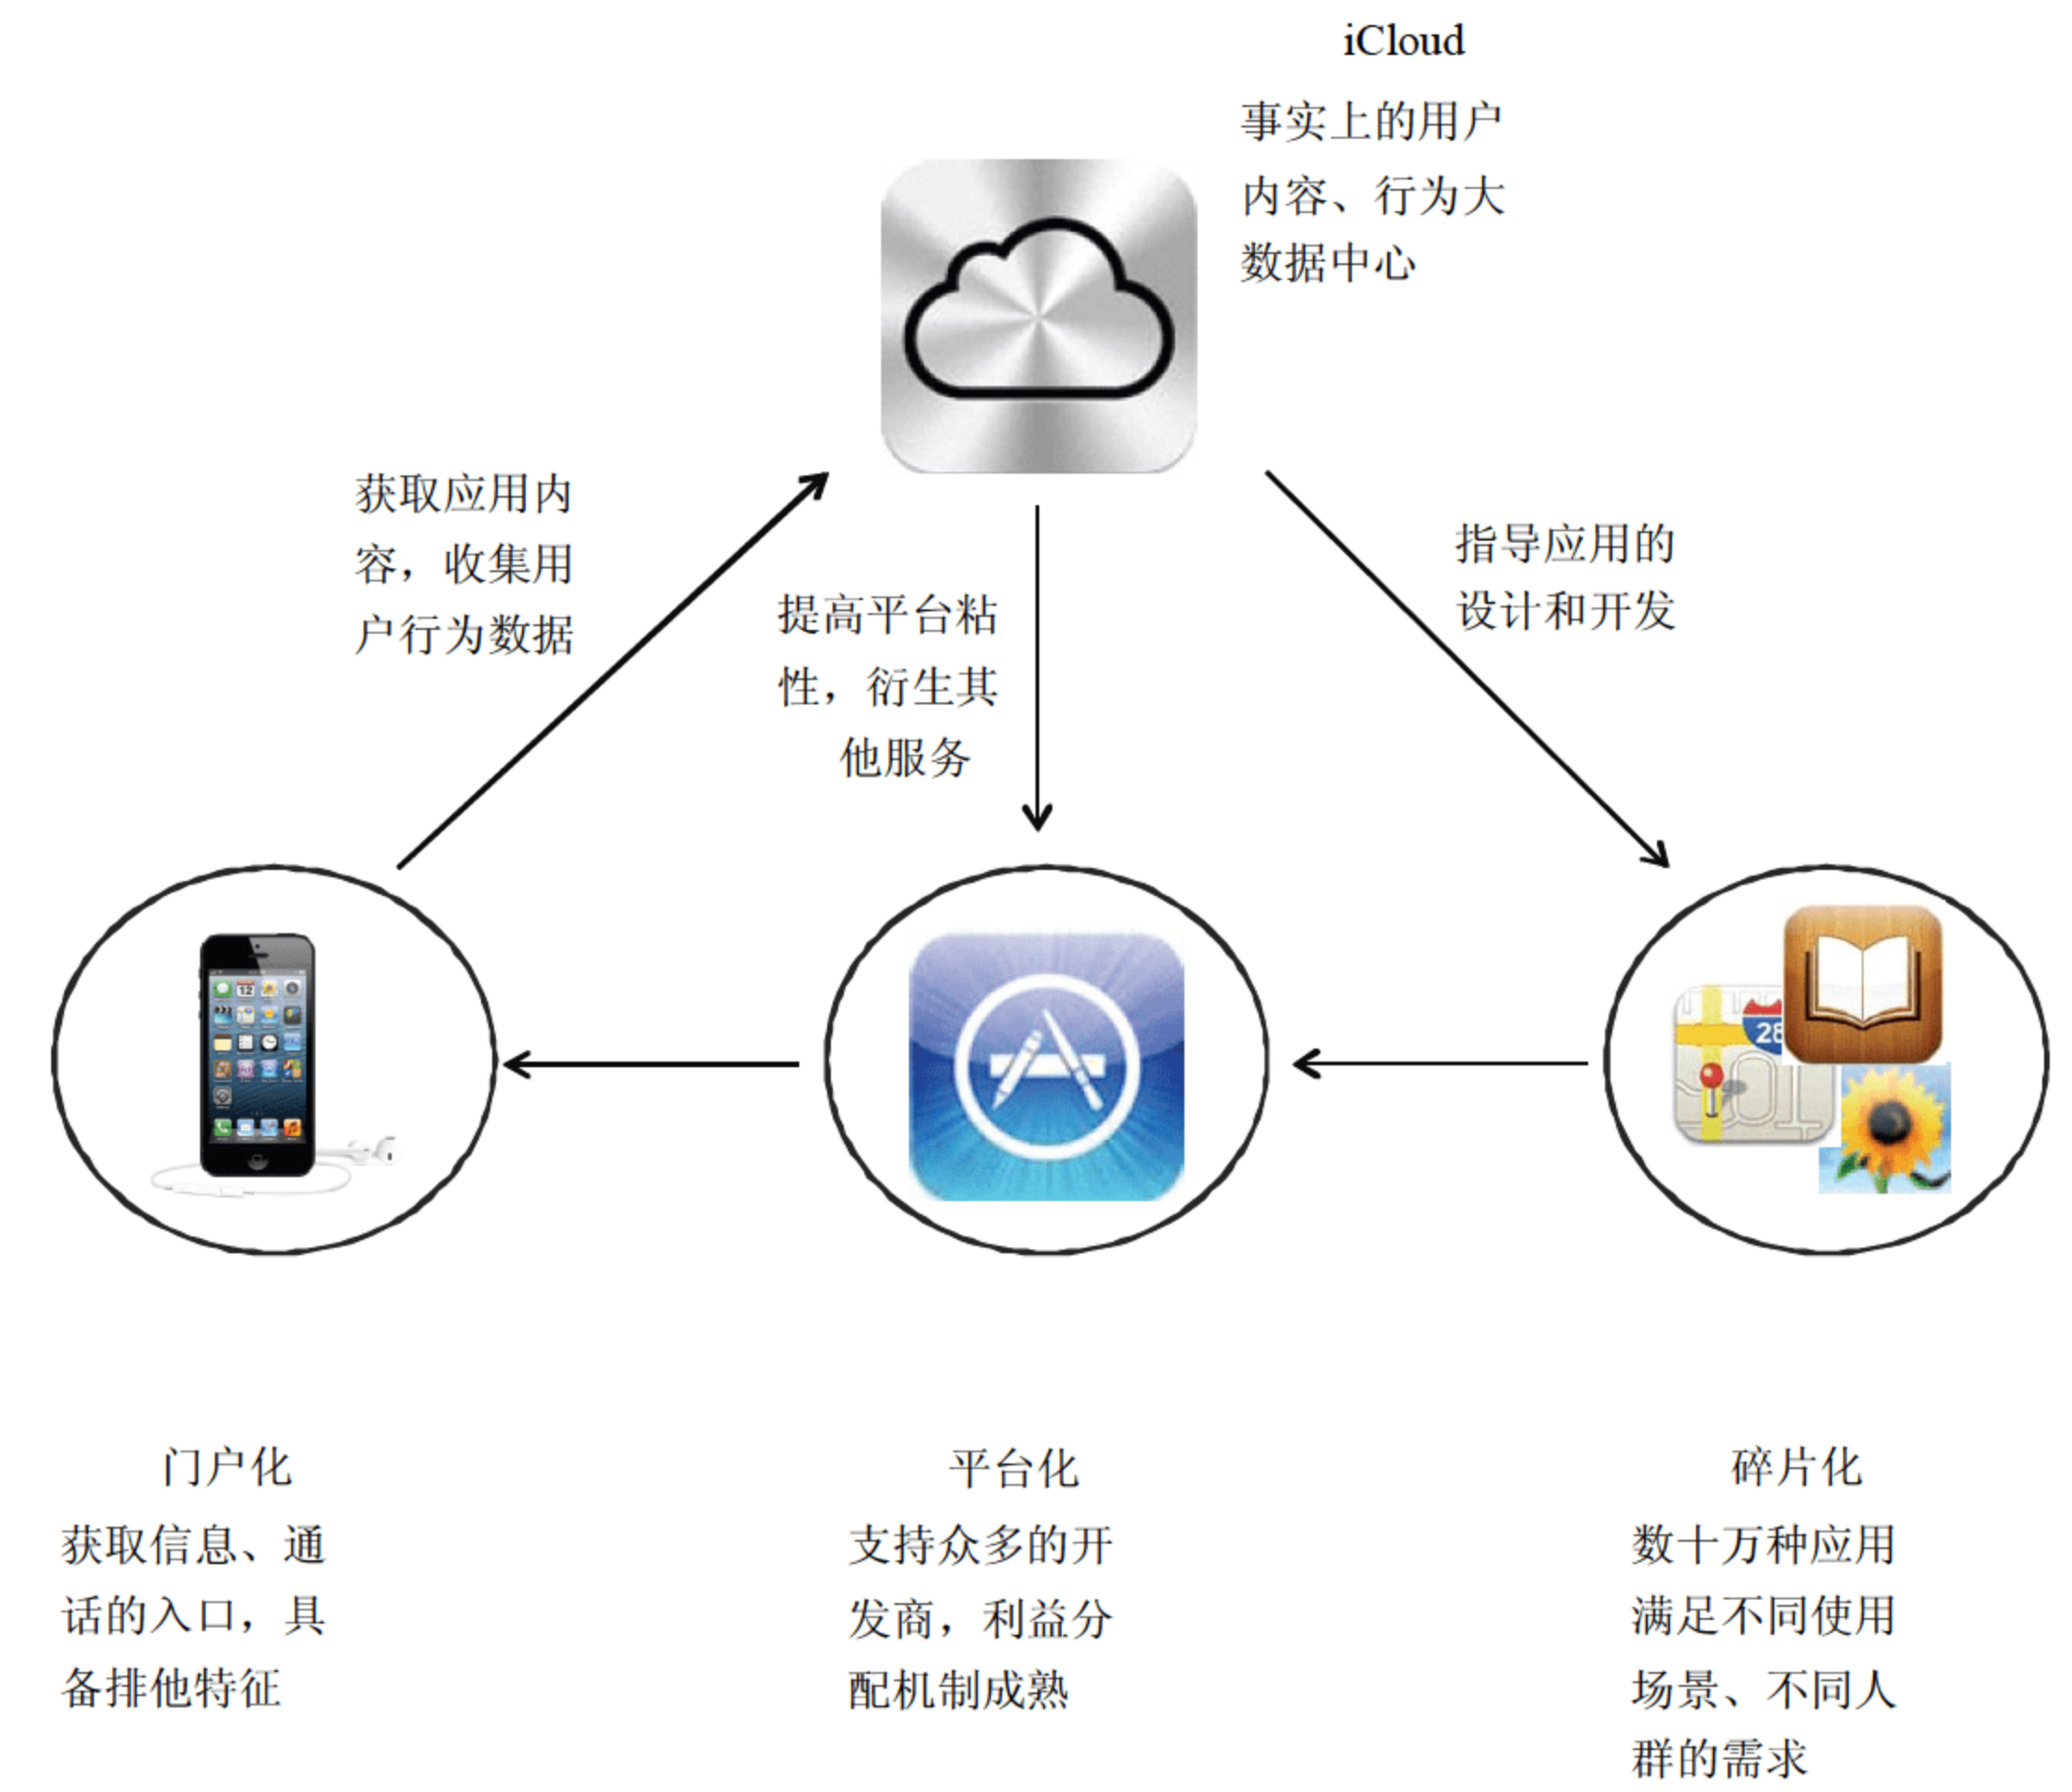 iCloud
事实上的用户
内容、行为大
数据中心
获取应用内
容，收集用
户行为数据
提高平台粘
性，衍生其
他服务
指导应用的
设计和开发
12
28
门户化
获取信息、通
话的入口，具
备排他特征
平台化
支持众多的开
发商，利益分
配机制成熟
碎片化
数十万种应用
满足不同使用
场景、不同人
群的需求